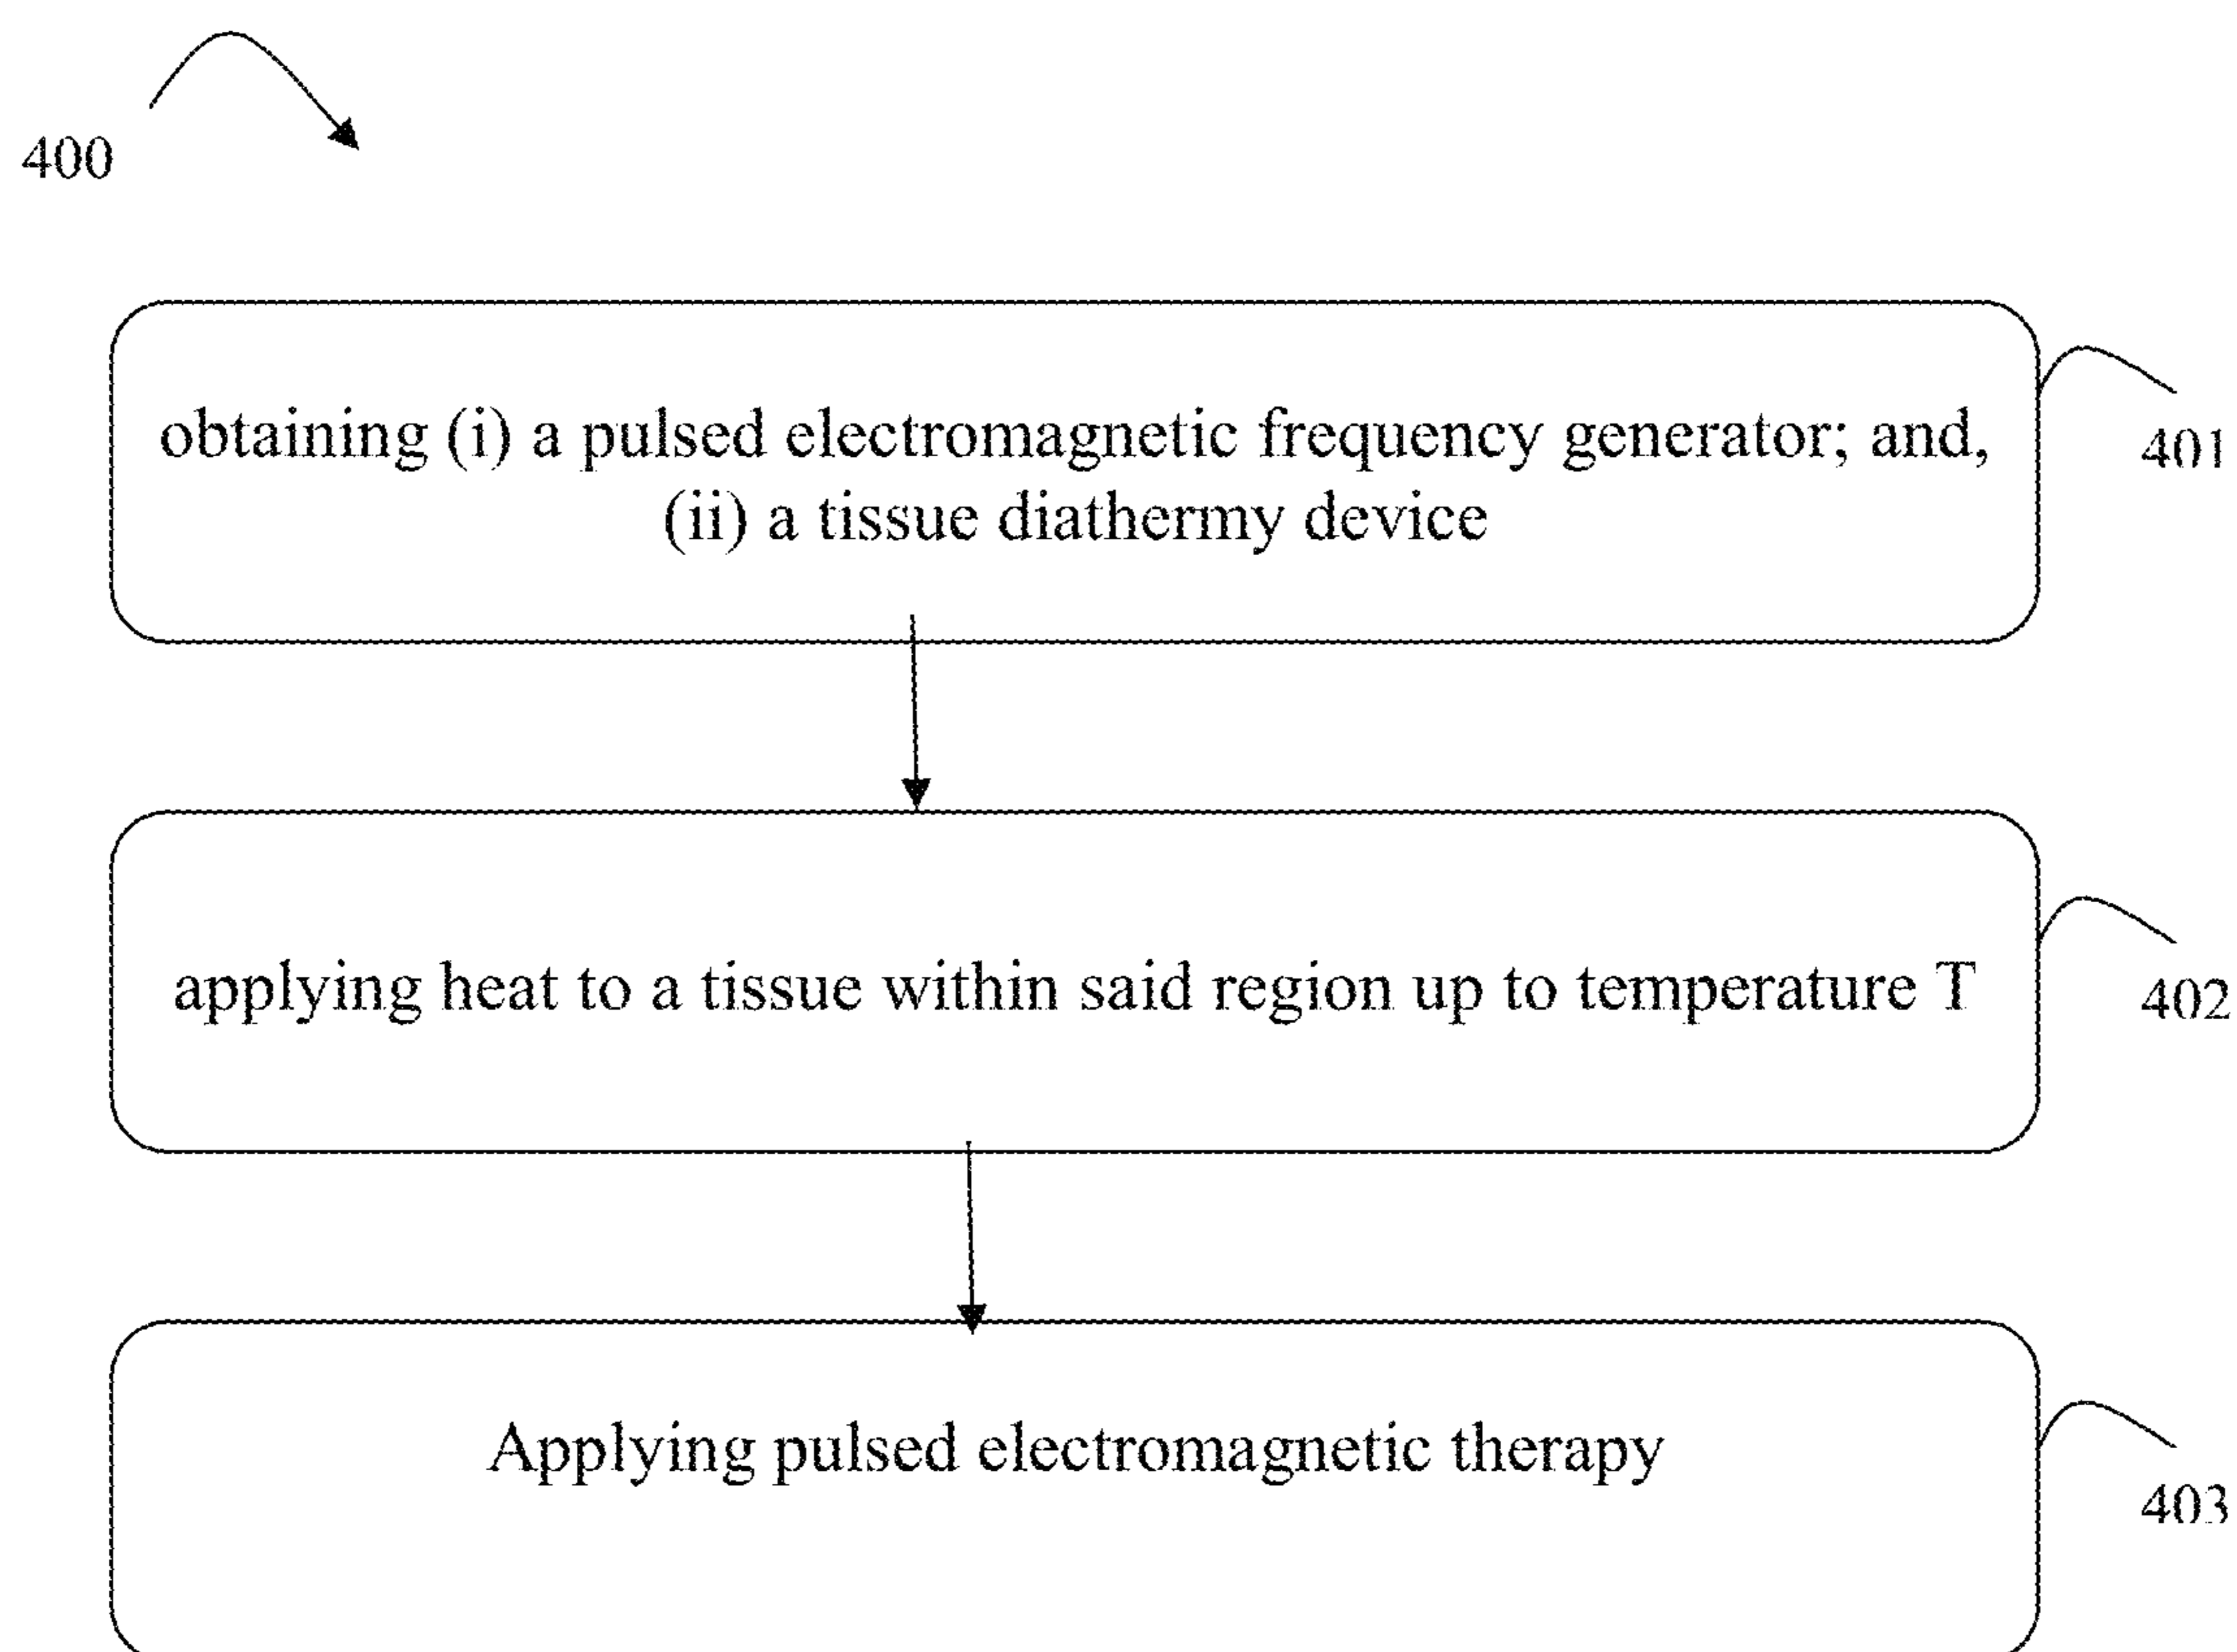 400
obtaining (i) a pulsed electromagnetic frequency generator; and,
(ii) a tissue diathermy device
401
applying heat to a tissue within said region up to temperature T
402
Applying pulsed electromagnetic therapy
403